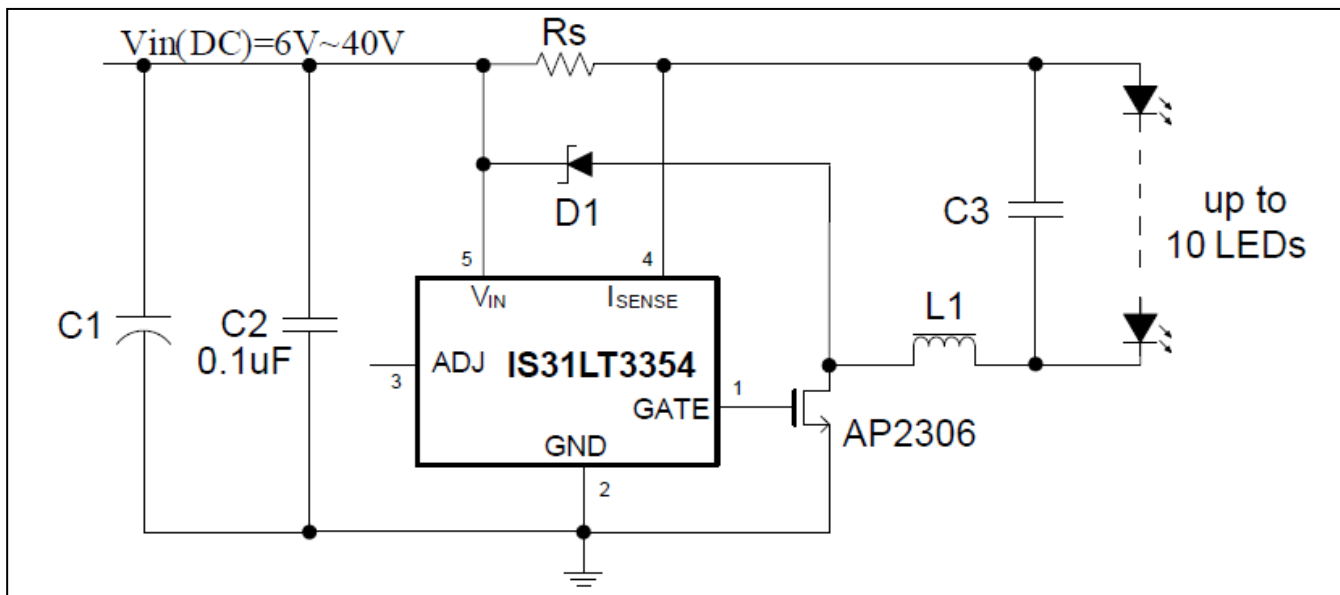 Vin(DC)=6V~40V
Rs
D1
C3
up to
10 LEDs
5
4
VIN
ISENSE
C1
C2
0.1uF
L1
ADJ
IS31LT3354
3
1
GATE
AP2306
GND
2